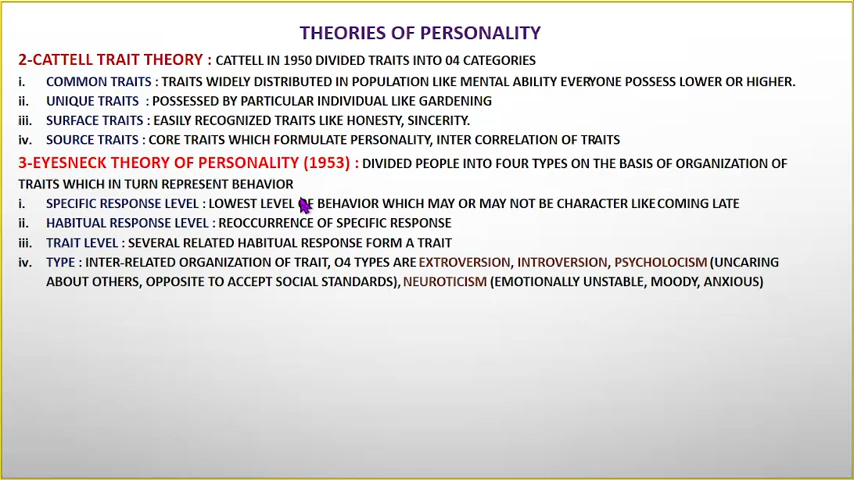 THEORIES OF PERSONALITY
2-CATTELL TRAIT THEORY : CATTELL IN 1950 DIVIDED TRAITS INTO 04 CATEGORIES
i. COMMON TRAITS : TRAITS WIDELY DISTRIBUTED IN POPULATION LIKE MENTAL ABILITY EVERYONE POSSESS LOWER OR HIGHER.
ii. UNIQUE TRAITS : POSSESSED BY PARTICULAR INDIVIDUAL LIKE GARDENING
iii. SURFACE TRAITS : EASILY RECOGNIZED TRAITS LIKE HONESTY, SINCERITY.
iv. SOURCE TRAITS : CORE TRAITS WHICH FORMULATE PERSONALITY, INTER CORRELATION OF TRAITS
3-EYESNECK THEORY OF PERSONALITY (1953) : DIVIDED PEOPLE INTO FOUR TYPES ON THE BASIS OF ORGANIZATION OF
TRAITS WHICH IN TURN REPRESENT BEHAVIOR
i. SPECIFIC RESPONSE LEVEL : LOWEST LEVEL OF BEHAVIOR WHICH MAY OR MAY NOT BE CHARACTER LIKE COMING LATE
ii. HABITUAL RESPONSE LEVEL : REOCCURRENCE OF SPECIFIC RESPONSE
iii. TRAIT LEVEL : SEVERAL RELATED HABITUAL RESPONSE FORM A TRAIT
iv. TYPE : INTER-RELATED ORGANIZATION OF TRAIT, O4 TYPES ARE EXTROVERSION, INTROVERSION, PSYCHOLOCISM (UNCARING
ABOUT OTHERS, OPPOSITE TO ACCEPT SOCIAL STANDARDS), NEUROTICISM (EMOTIONALLY UNSTABLE, MOODY, ANXIOUS)